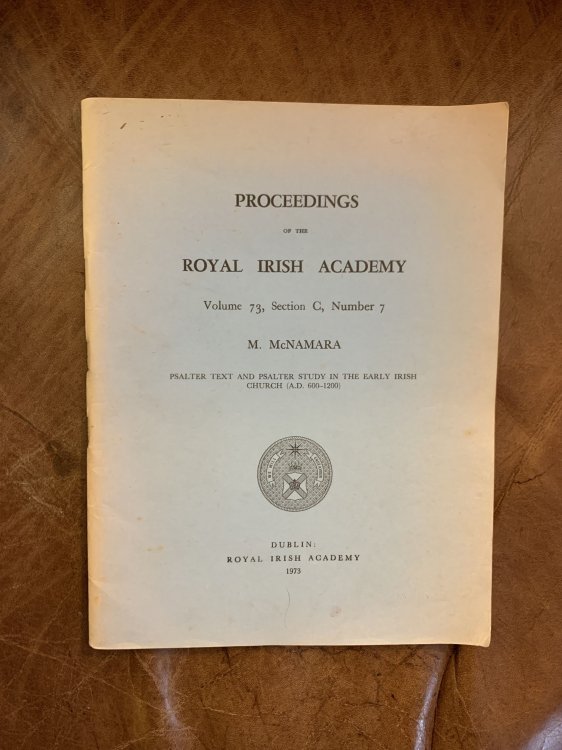 PROCEEDINGS
OF THE
ROYAL IRISH ACADEMY
Volume 73, Section C, Number 7
M. McNAMARA
PSALTER TEXT AND PSALTER STUDY IN THE EARLY IRISH
CHURCH (A.D. 600–1200)
DUBLIN:
ROYAL IRISH ACADEMY
1973